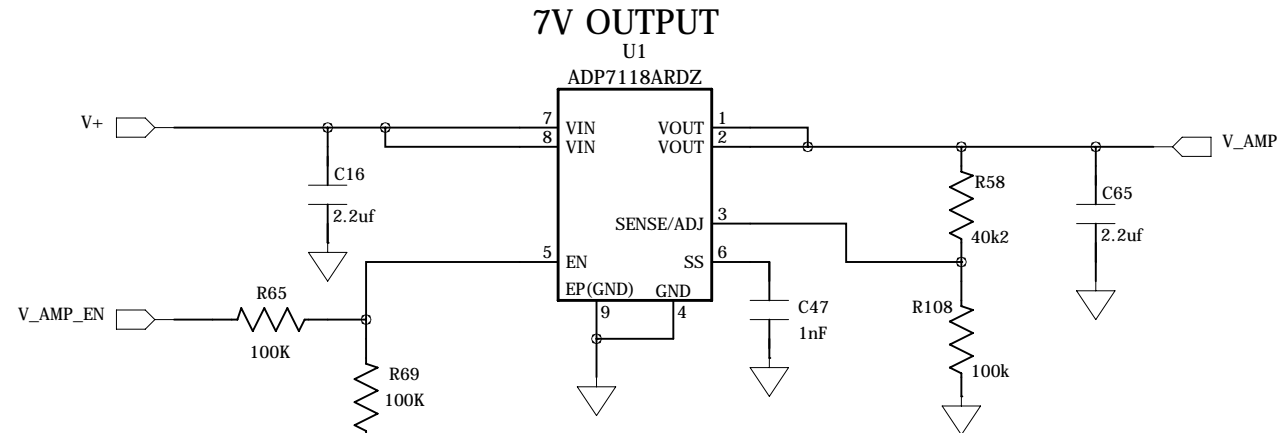 7V OUTPUT
U1
ADP7118ARDZ
V+
7
VIN
8
VIN
VOUT
1
VOUT
2
V_AMP
C16
2.2uf
R58
40k2
C65
2.2uf
SENSE/ADJ
3
5
EN
SS
6
EP(GND)
GND
9
4
C47
1nF
R108
100k
V_AMP_EN
R65
100K
R69
100K